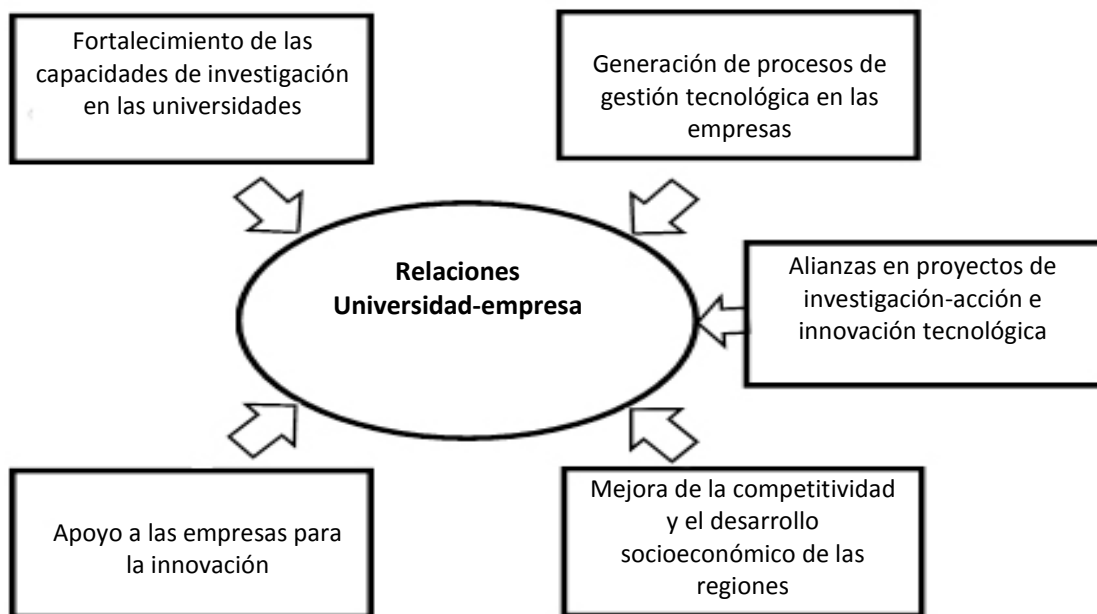 Fortalecimiento de las
capacidades de investigación
en las universidades
Generación de procesos de
gestión tecnológica en las
empresas
Relaciones
Universidad-empresa
Alianzas en proyectos de
investigación-acción e
innovación tecnológica
Apoyo a las empresas para
la innovación
Mejora de la competitividad
y el desarrollo
socioeconómico de las
regiones